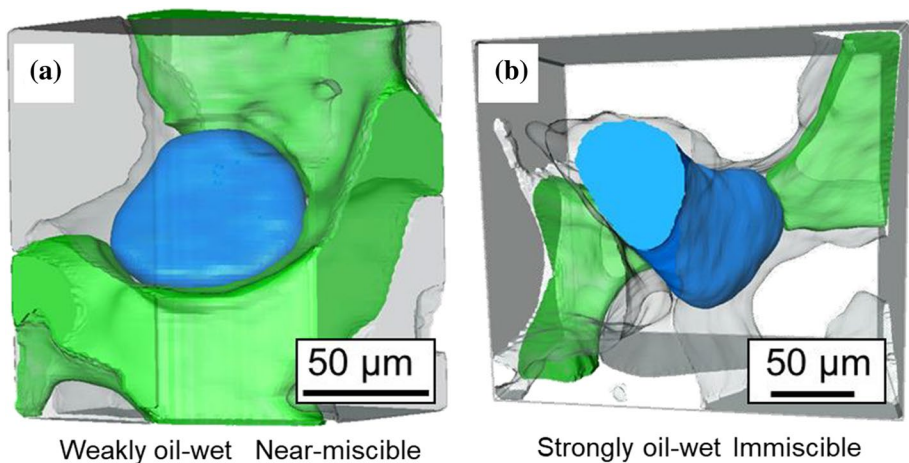 (a)
(b)
50 µm
50 µm
Weakly oil-wet Near-miscible
Strongly oil-wet Immiscible